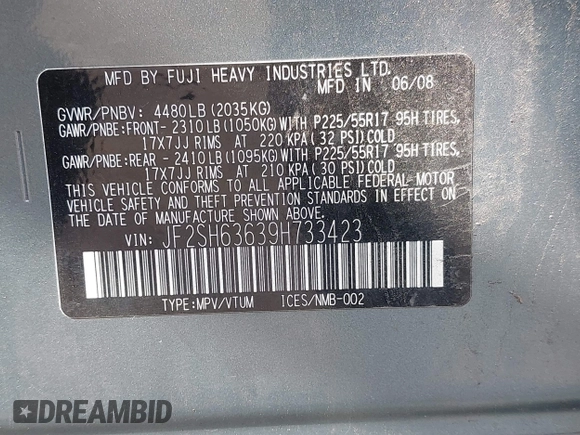 MFD BY FUJI HEAVY INDUSTRIES LTD.
MFD IN 06/08
GVWR/PNBV: 4480LB(2035KG)
GAWR/PNBE:FRONT- 2310LB(1050KG)WITH P225/55R17 95H TIRES,
17X7JJ RIMS AT 220 KPA(32 PSI)COLD
GAWR/PNBE:REAR - 2410LB(1095KG)WITH P225/55R17 95H TIRES,
17X7JJ RIMS AT 210 KPA(30 PSI)COLD
THIS VEHICLE CONFORMS TO ALL APPLICABLE FEDERAL MOTOR
VEHICLE SAFETY AND THEFT PREVENTION STANDARDS IN EFFECT ON
THE DATE OF MANUFACTURE SHOWN ABOVE.
VIN: JF2SH63639H733423
TYPE:MPV/VTUM ICES/NMB-002
DREAMBID